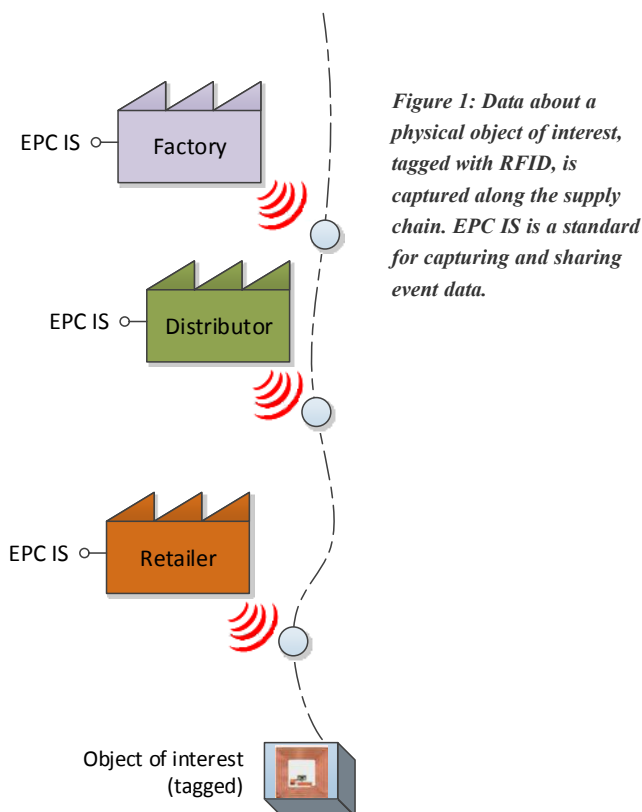 EPC IS
Factory
Figure 1: Data about a
physical object of interest,
tagged with RFID, is
captured along the supply
chain. EPC IS is a standard
for capturing and sharing
event data.
EPC IS
Distributor
EPC IS
Retailer
Object of interest
(tagged)